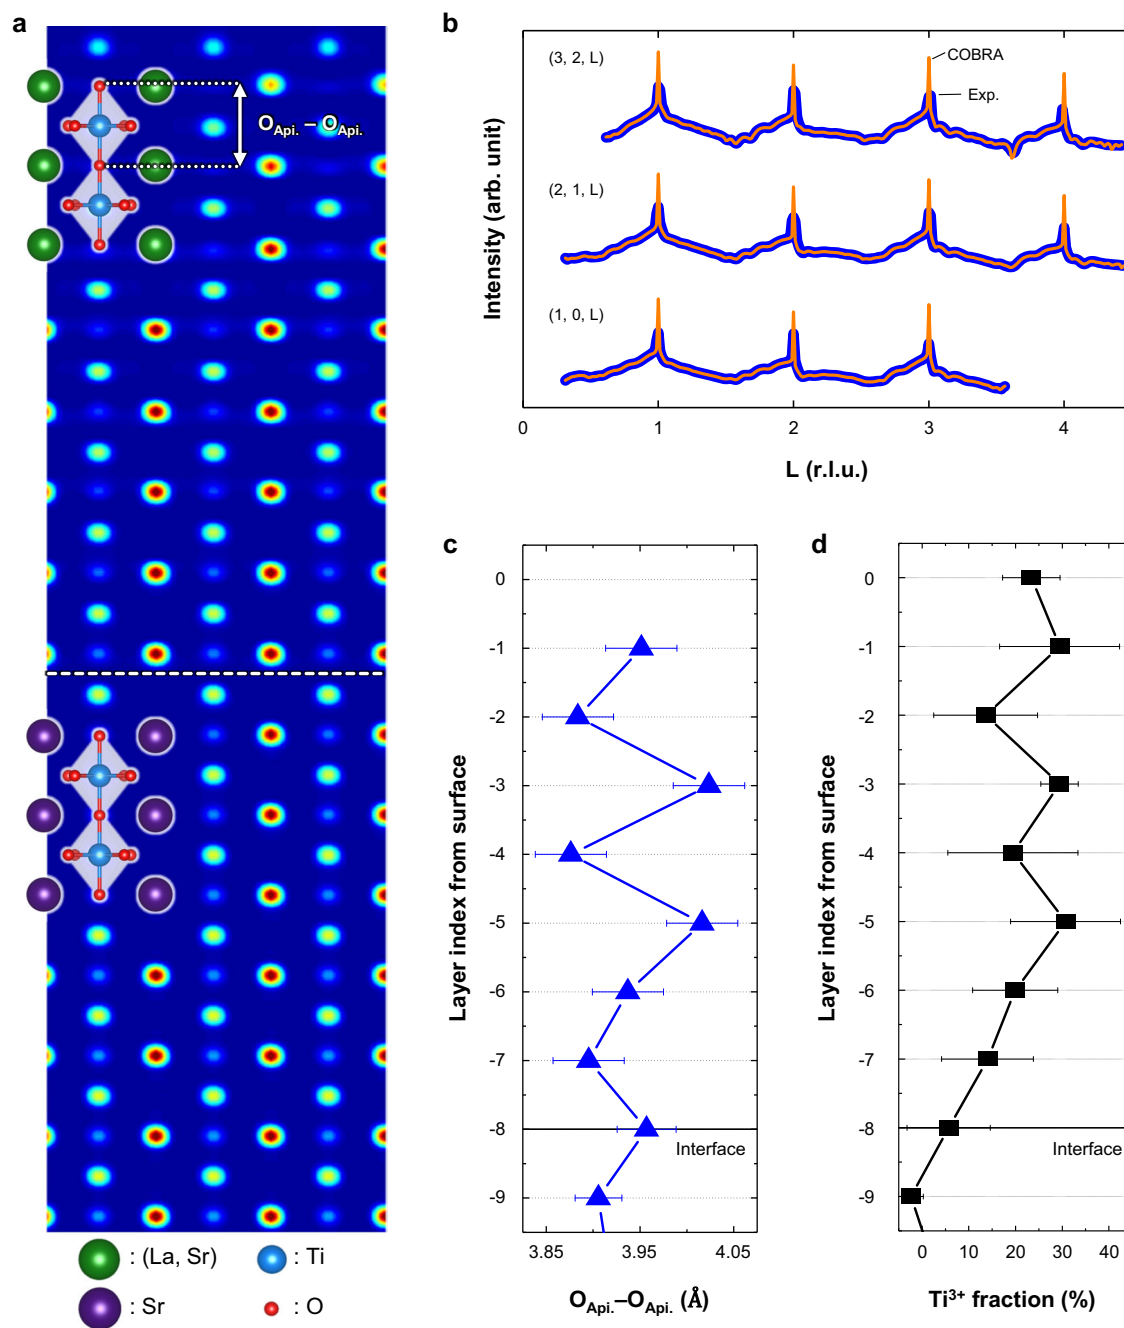 a
O_Api. – O_Api.
: (La, Sr)
: Ti
: Sr
: O
b
(3, 2, L)
COBRA
Exp.
(2, 1, L)
(1, 0, L)
Intensity (arb. unit)
0 1 2 3 4
L (r.l.u.)
c
0
-1
-2
-3
-4
-5
-6
-7
-8
-9
Interface
Layer index from surface
3.85 3.95 4.05
O_Api.–O_Api. (Å)
d
0
-1
-2
-3
-4
-5
-6
-7
-8
-9
Interface
Layer index from surface
0 10 20 30 40
Ti³⁺ fraction (%)